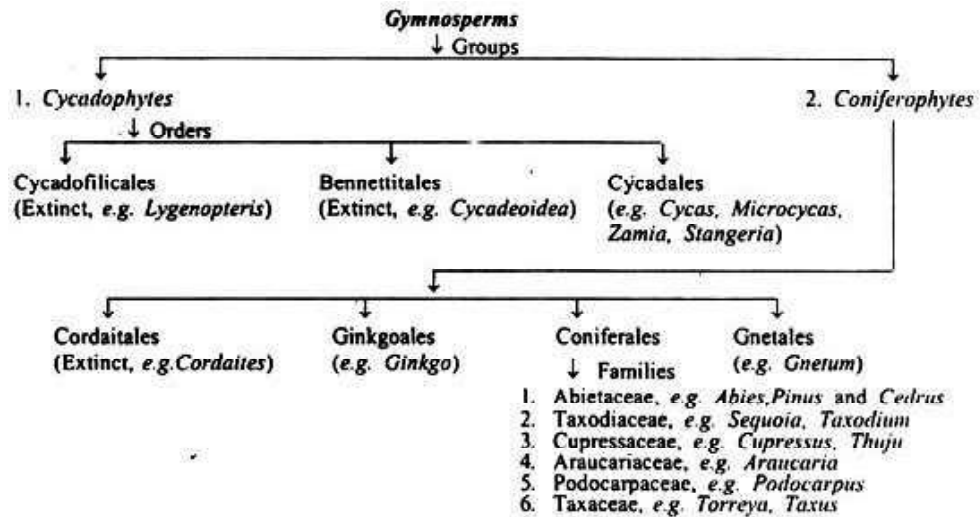 Gymnosperms
↓ Groups
1. Cycadophytes
2. Coniferophytes
↓ Orders
Cycadofilicales
(Extinct, e.g. Lygenopteris)
Bennettitales
(Extinct, e.g. Cycadeoidea)
Cycadales
(e.g. Cycas, Microcycas,
Zamia, Stangeria)
Cordaitales
(Extinct, e.g.Cordaites)
Ginkgoales
(e.g. Ginkgo)
Coniferales
Gnetales
(e.g. Gnetum)
↓ Families
1. Abietaceae, e.g. Abies,Pinus and Cedrus
2. Taxodiaceae, e.g. Sequoia, Taxodium
3. Cupressaceae, e.g. Cupressus, Thuju
4. Araucariaceae, e.g. Araucaria
5. Podocarpaceae, e.g. Podocarpus
6. Taxaceae, e.g. Torreya, Taxus